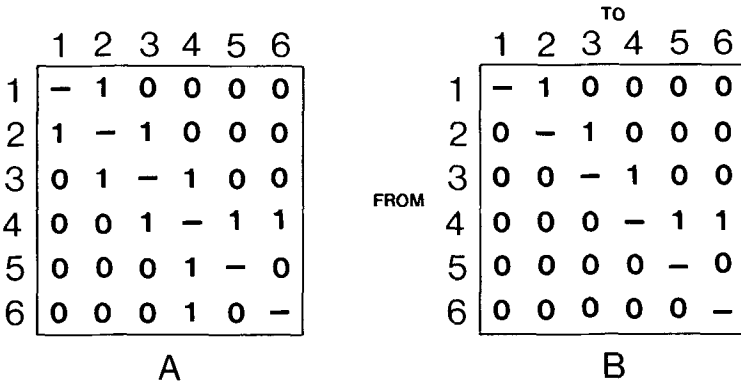 1 2 3 4 5 6
1 – 1 0 0 0 0
2 1 – 1 0 0 0
3 0 1 – 1 0 0
4 0 0 1 – 1 1
5 0 0 0 1 – 0
6 0 0 0 1 0 –
A
TO
1 2 3 4 5 6
FROM
1 – 1 0 0 0 0
2 0 – 1 0 0 0
3 0 0 – 1 0 0
4 0 0 0 – 1 1
5 0 0 0 0 – 0
6 0 0 0 0 0 –
B